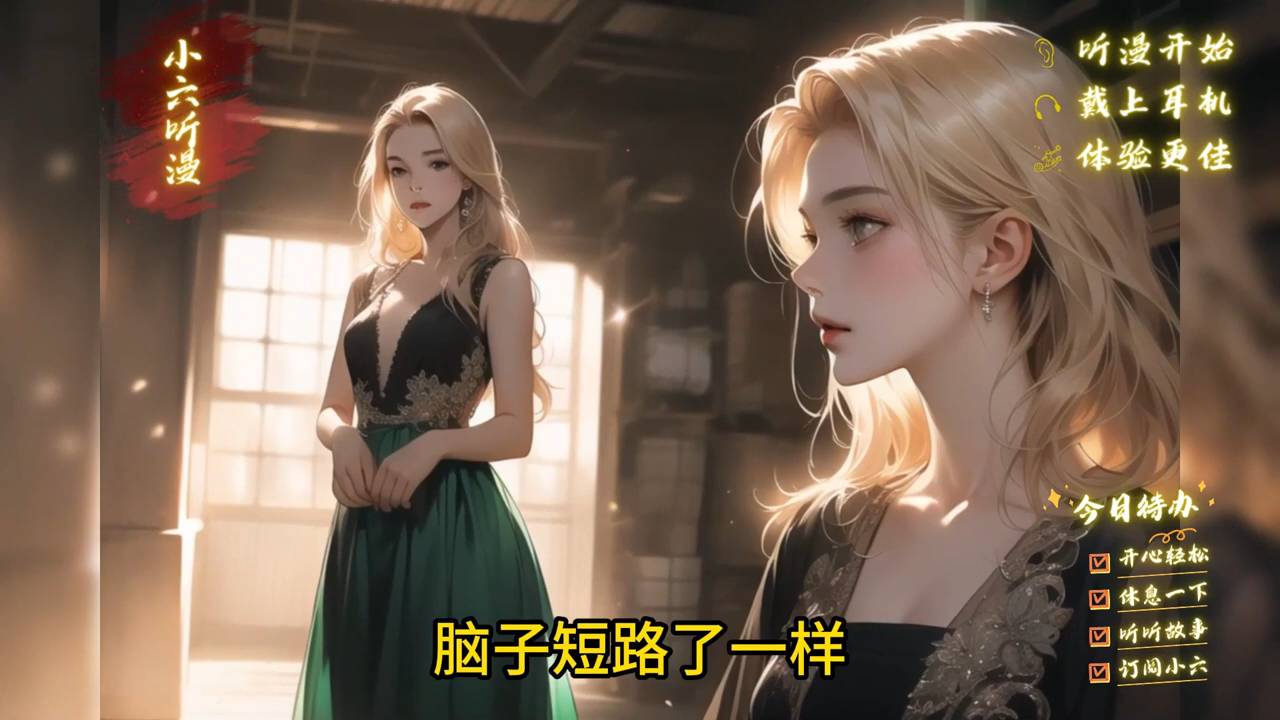 小六听漫
听漫开始
戴上耳机
体验更佳
今日待办
开心轻松
休息一下
听听故事
订阅小六
脑子短路了一样